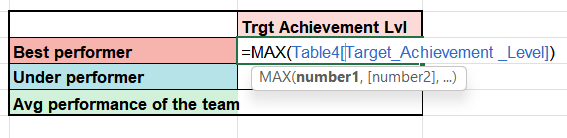 Trgt Achievement Lvl
Best performer =MAX(Table4[Target_Achievement _Level])
Under performer MAX(number1, [number2], ...)
Avg performance of the team